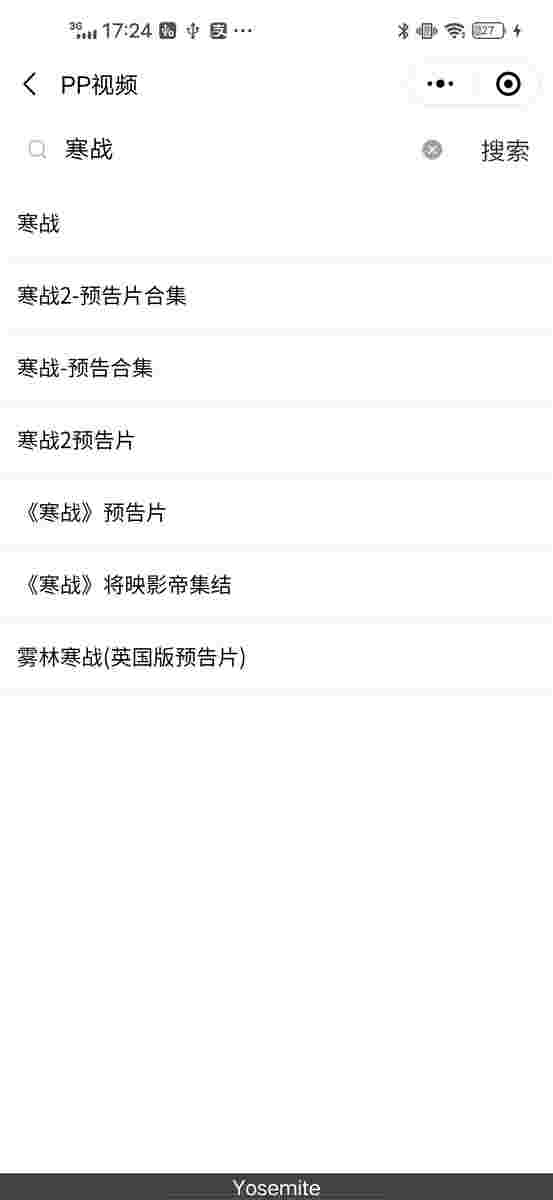 3G 17:24 ...
27
PP视频
寒战 搜索
寒战
寒战2-预告片合集
寒战-预告合集
寒战2预告片
《寒战》预告片
《寒战》将映影帝集结
雾林寒战(英国版预告片)
Yosemite